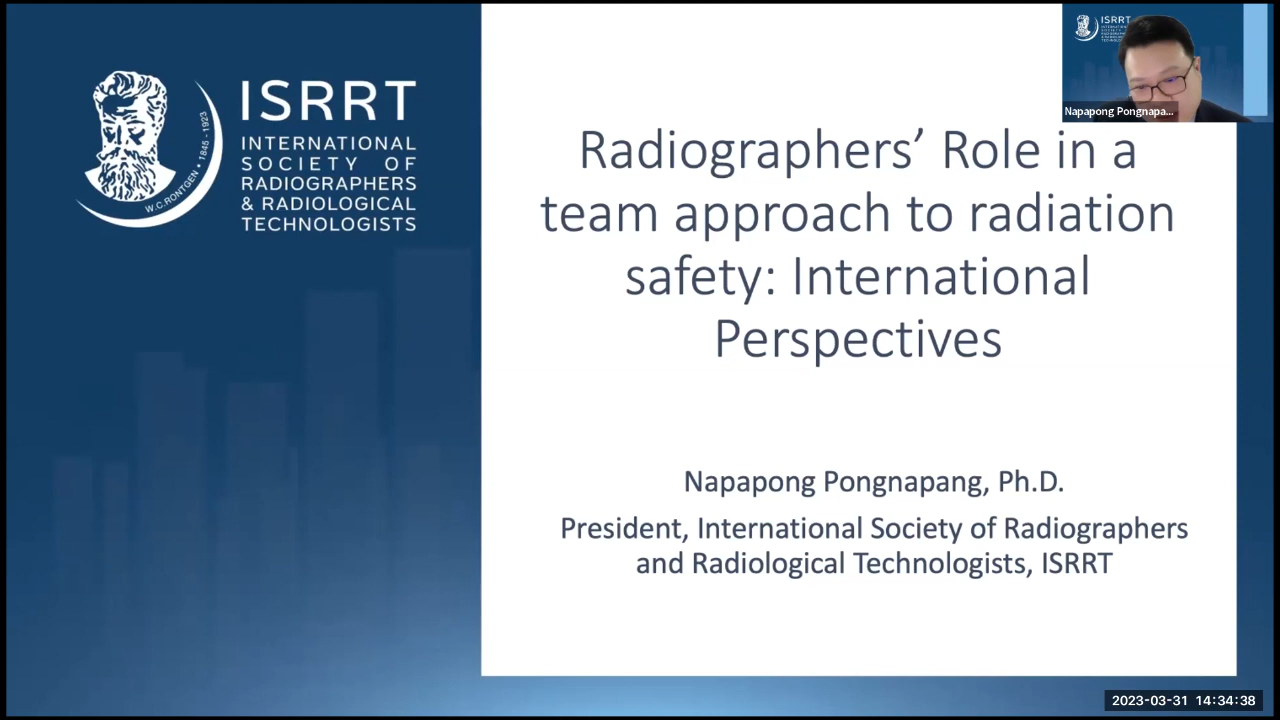 ISRRT
INTERNATIONAL
SOCIETY OF
RADIOGRAPHERS
& RADIOLOGICAL
TECHNOLOGISTS
W.C.RONTGEN • 1845 - 1923
Radiographers’ Role in a
team approach to radiation
safety: International
Perspectives
Napapong Pongnapang, Ph.D.
President, International Society of Radiographers
and Radiological Technologists, ISRRT
ISRRT
Napapong Pongnapa...
2023-03-31 14:34:38